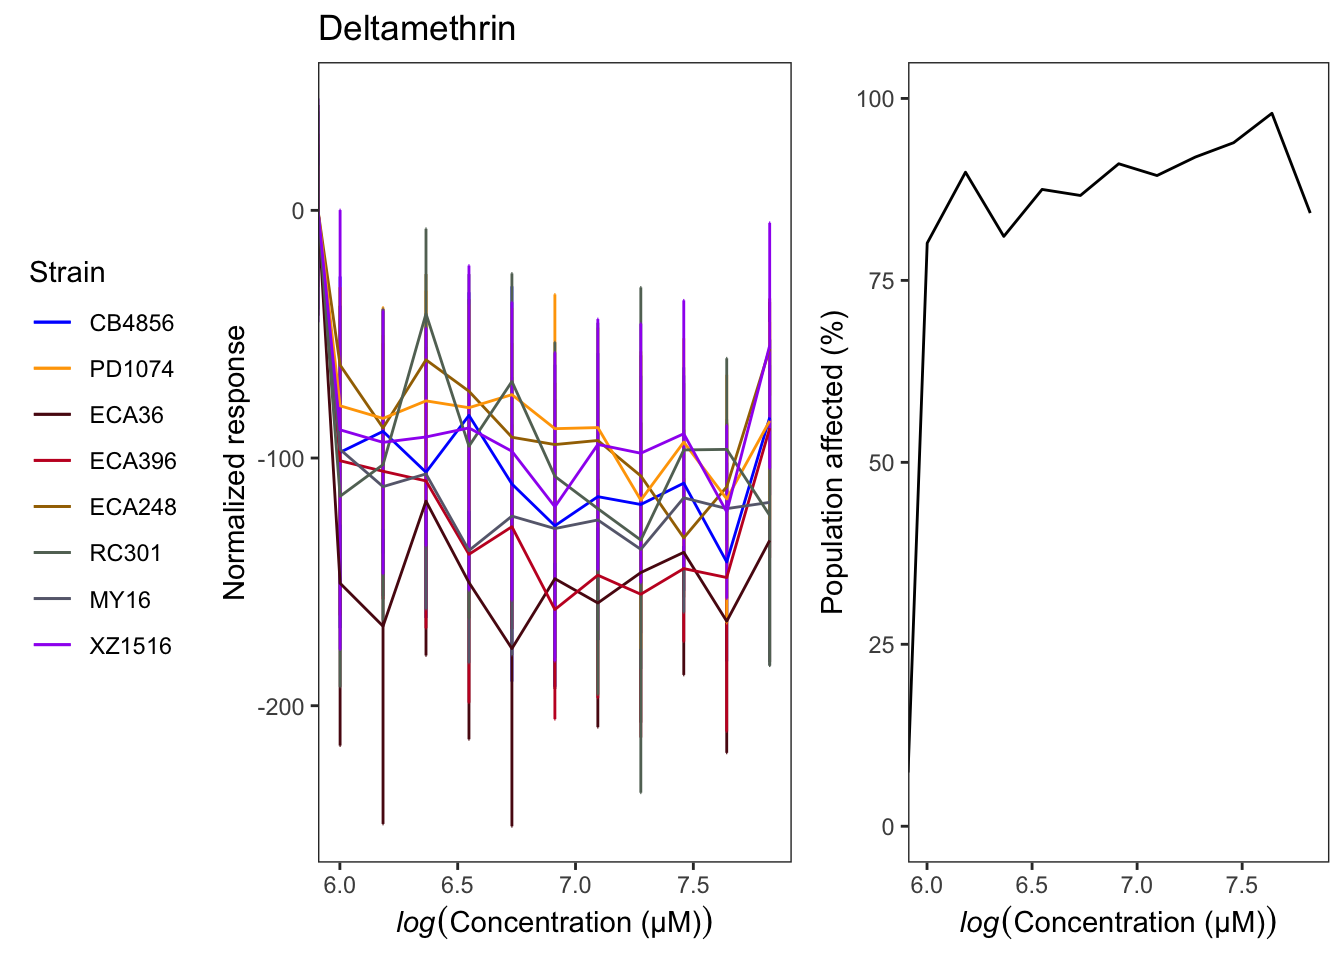 Deltamethrin
Strain
CB4856
PD1074
ECA36
ECA396
ECA248
RC301
MY16
XZ1516
Normalized response
0
-100
-200
6.0 6.5 7.0 7.5
log(Concentration (µM))
Population affected (%)
100
75
50
25
0
6.0 6.5 7.0 7.5
log(Concentration (µM))